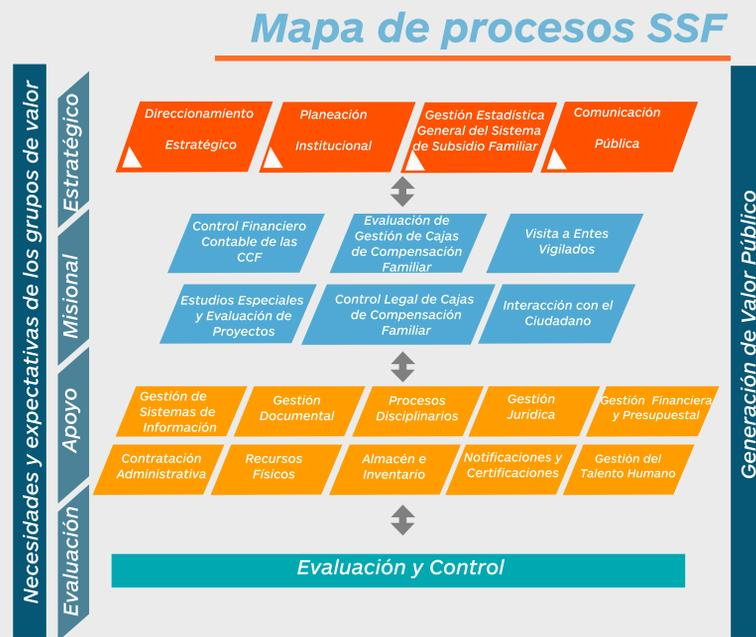 Mapa de procesos SSF
Necesidades y expectativas de los grupos de valor
Estratégico
Direccionamiento
Estratégico
Planeación
Institucional
Gestión Estadística
General del Sistema
de Subsidio Familiar
Comunicación
Pública
Misional
Control Financiero
Contable de las
CCF
Evaluación de
Gestión de Cajas
de Compensación
Familiar
Visita a Entes
Vigilados
Estudios Especiales
y Evaluación de
Proyectos
Control Legal de Cajas
de Compensación
Familiar
Interacción con el
Ciudadano
Apoyo
Gestión de
Sistemas de
Información
Gestión
Documental
Procesos
Disciplinarios
Gestión
Jurídica
Gestión Financiera
y Presupuestal
Contratación
Administrativa
Recursos
Físicos
Almacén e
Inventario
Notificaciones y
Certificaciones
Gestión del
Talento Humano
Evaluación
Evaluación y Control
Generación de Valor Público